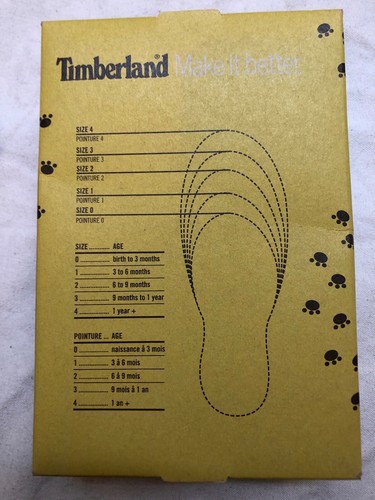 Timberland Make it better
SIZE 4
POINTURE 4
SIZE 3
POINTURE 3
SIZE 2
POINTURE 2
SIZE 1
POINTURE 1
SIZE 0
POINTURE 0
SIZE ........... AGE
0 ............... birth to 3 months
1 ............... 3 to 6 months
2 ............... 6 to 9 months
3 ............... 9 months to 1 year
4 ............... 1 year +
POINTURE ... AGE
0 ............... naissance à 3 mois
1 ............... 3 à 6 mois
2 ............... 6 à 9 mois
3 ............... 9 mois à 1 an
4 ............... 1 an +